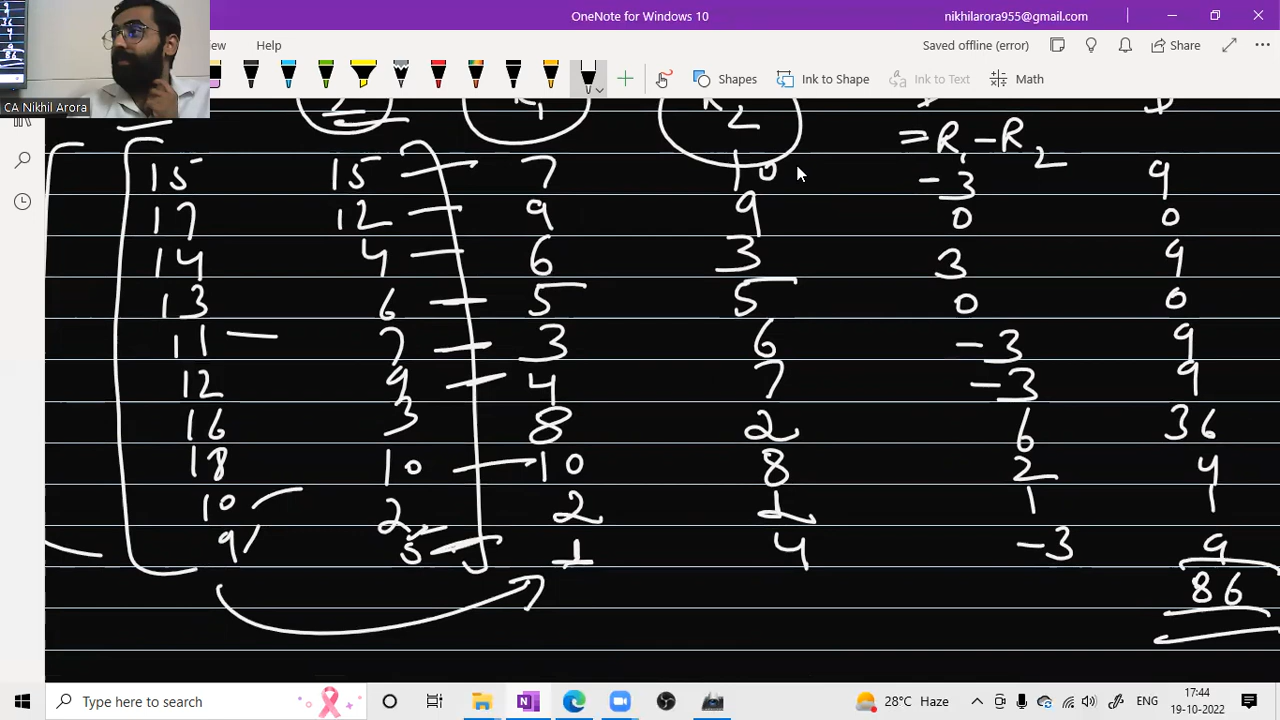 OneNote for Windows 10
nikhilarora955@gmail.com
Help
Saved offline (error)
Share
Shapes
Ink to Shape
Ink to Text
Math
CA Nikhil Arora
2 R1 R2 D
= R1 - R2
15 15 7 10 -3 9
17 12 9 9 0 0
14 4 6 3 3 9
13 6 5 5 0 0
11 7 3 6 -3 9
12 9 4 7 -3 9
16 3 8 2 6 36
18 10 10 8 2 4
10 2 2 1 1 1
9 5 1 4 -3 9
86
Type here to search
28°C Haze
ENG
17:44
19-10-2022